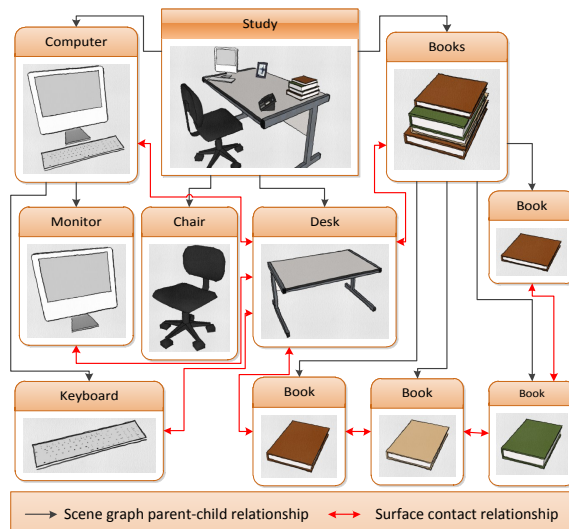 Study
Computer
Books
Monitor
Chair
Desk
Book
Keyboard
Book
Book
Book
Scene graph parent-child relationship
Surface contact relationship